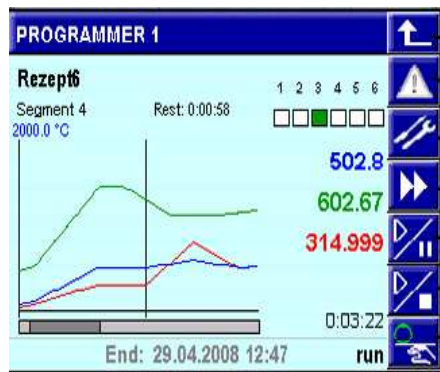 PROGRAMMER 1
Rezept6
1 2 3 4 5 6
Segment 4 Rest: 0:00:58
2000.0 °C
502.8
602.67
314.999
0:03:22
End: 29.04.2008 12:47 run